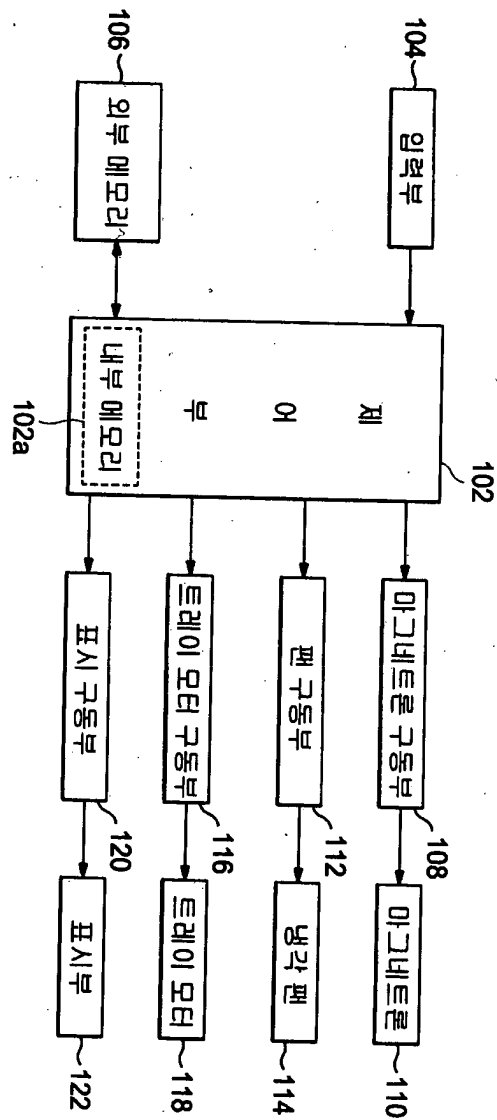 104
입력부
106
외부 메모리
102
제어부
내부 메모리
102a
마그네트론 구동부
108
마그네트론
110
팬 구동부
112
냉각 팬
114
트레이 모터 구동부
116
트레이 모터
118
표시 구동부
120
표시부
122